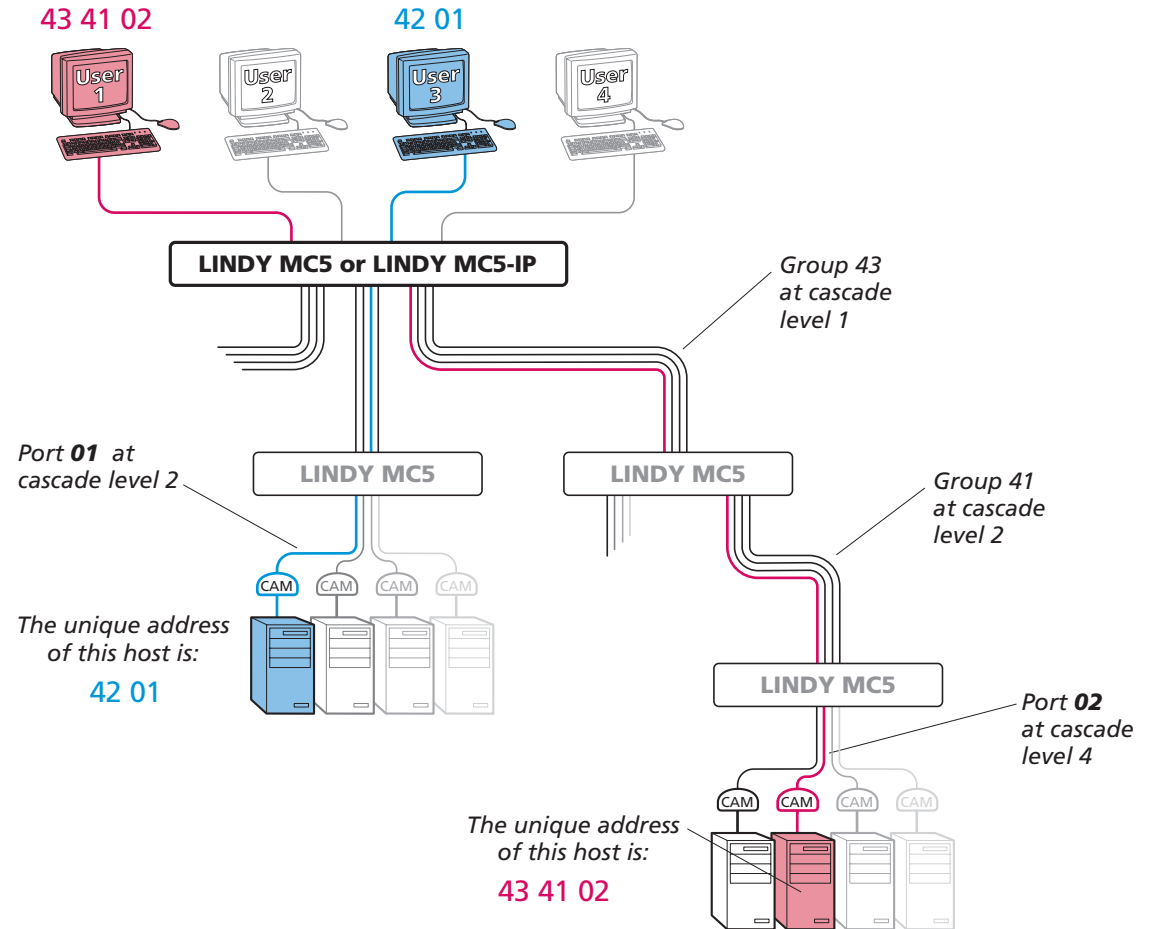 43 41 02
42 01
User
1
User
2
User
3
User
4
LINDY MC5 or LINDY MC5-IP
Group 43
at cascade
level 1
Port 01 at
cascade level 2
LINDY MC5
LINDY MC5
Group 41
at cascade
level 2
CAM
CAM
CAM
CAM
The unique address
of this host is:
42 01
LINDY MC5
Port 02
at cascade
level 4
CAM
CAM
CAM
CAM
The unique address
of this host is:
43 41 02